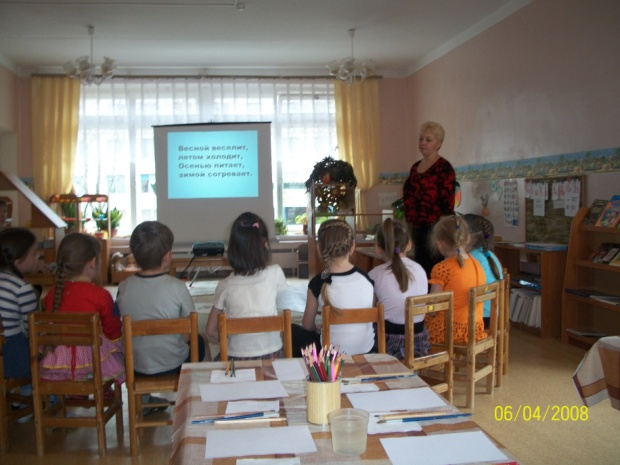 Весной веселит,
летом холодит,
Осенью питает,
зимой согревает.
06/04/2008